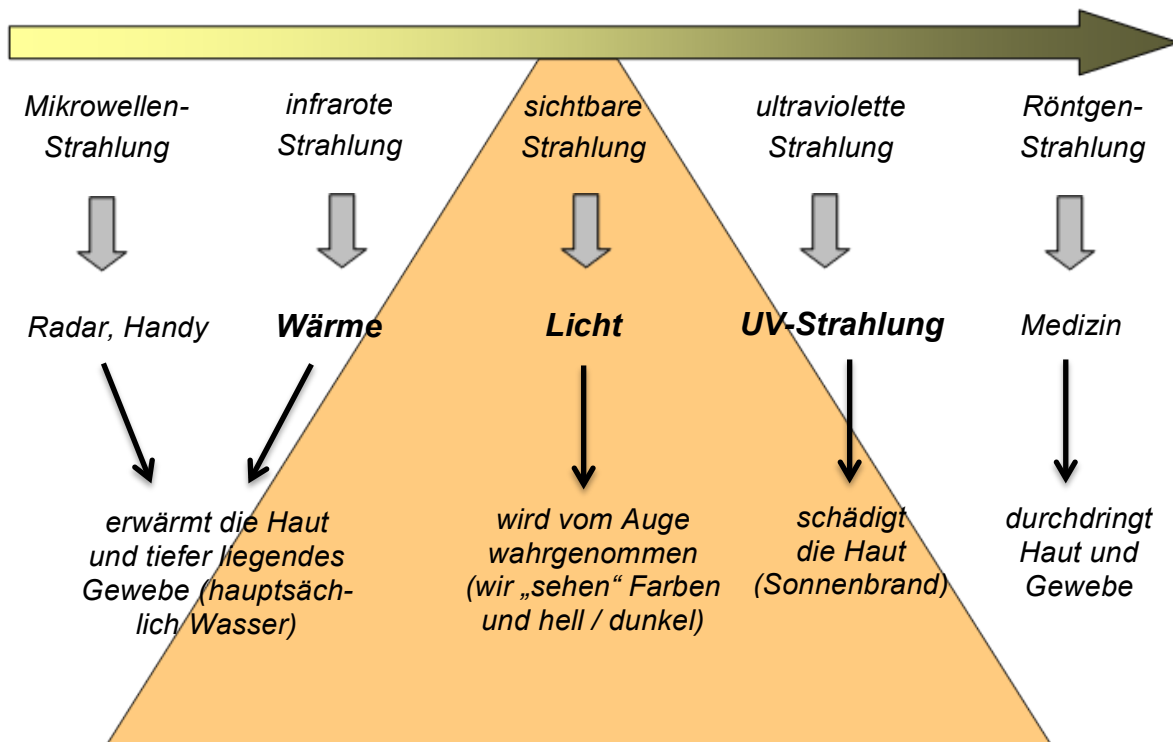 Mikrowellen-
Strahlung
infrarote
Strahlung
sichtbare
Strahlung
ultraviolette
Strahlung
Röntgen-
Strahlung
Radar, Handy
Wärme
Licht
UV-Strahlung
Medizin
erwärmt die Haut
und tiefer liegendes
Gewebe (hauptsäch-
lich Wasser)
wird vom Auge
wahrgenommen
(wir „sehen“ Farben
und hell / dunkel)
schädigt
die Haut
(Sonnenbrand)
durchdringt
Haut und
Gewebe